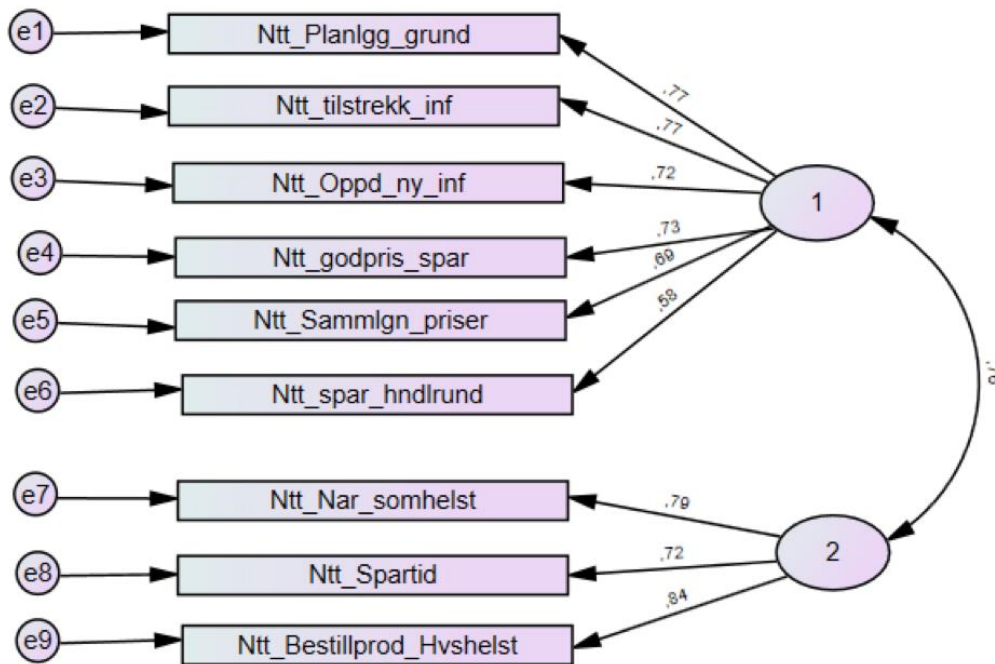 e1
Ntt_Planlgg_grund
,77
e2
Ntt_tilstrekk_inf
,77
e3
Ntt_Oppd_ny_inf
,72
1
e4
Ntt_godpris_spar
,73
e5
Ntt_Sammlgn_priser
,69
e6
Ntt_spar_hndlrund
,58
e7
Ntt_Nar_somhelst
,79
2
e8
Ntt_Spartid
,72
e9
Ntt_Bestillprod_Hvshelst
,84